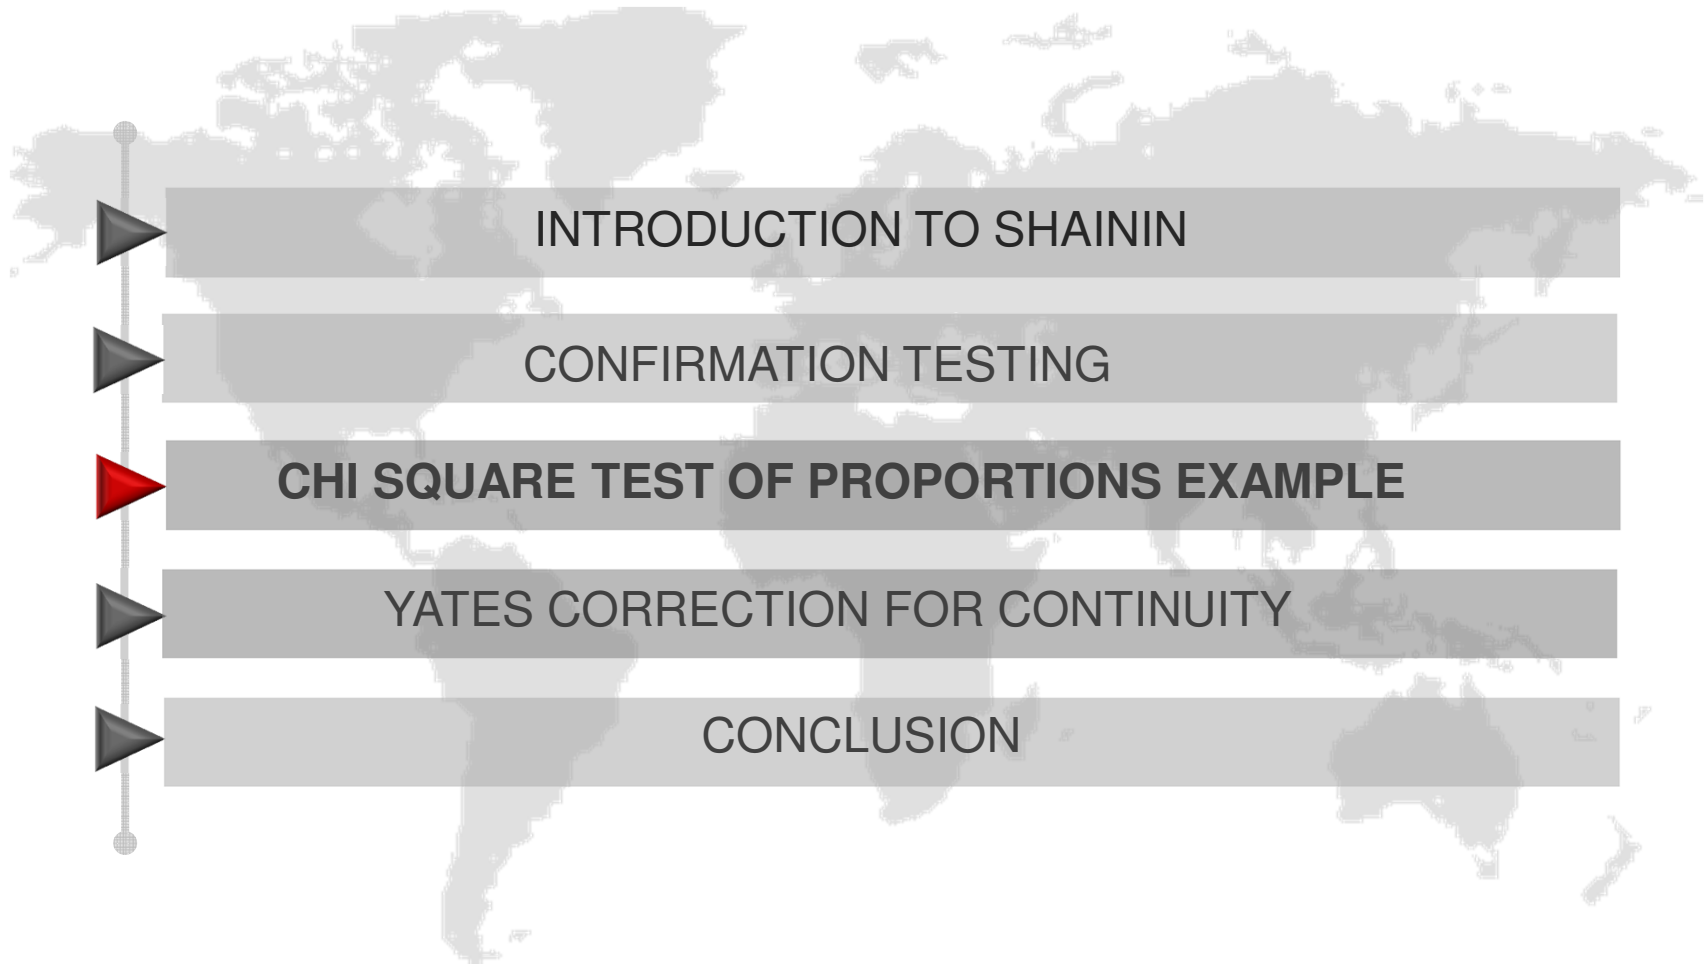 INTRODUCTION TO SHAININ
CONFIRMATION TESTING
CHI SQUARE TEST OF PROPORTIONS EXAMPLE
YATES CORRECTION FOR CONTINUITY
CONCLUSION